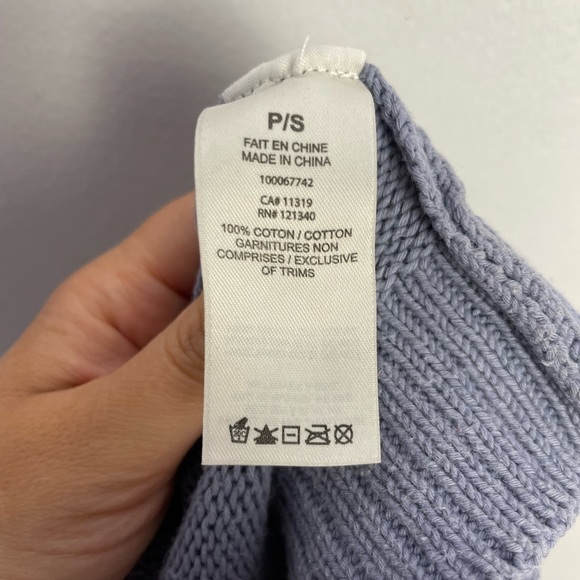 P/S
FAIT EN CHINE
MADE IN CHINA
100067742
CA# 11319
RN# 121340
100% COTON / COTTON
GARNITURES NON
COMPRISES / EXCLUSIVE
OF TRIMS